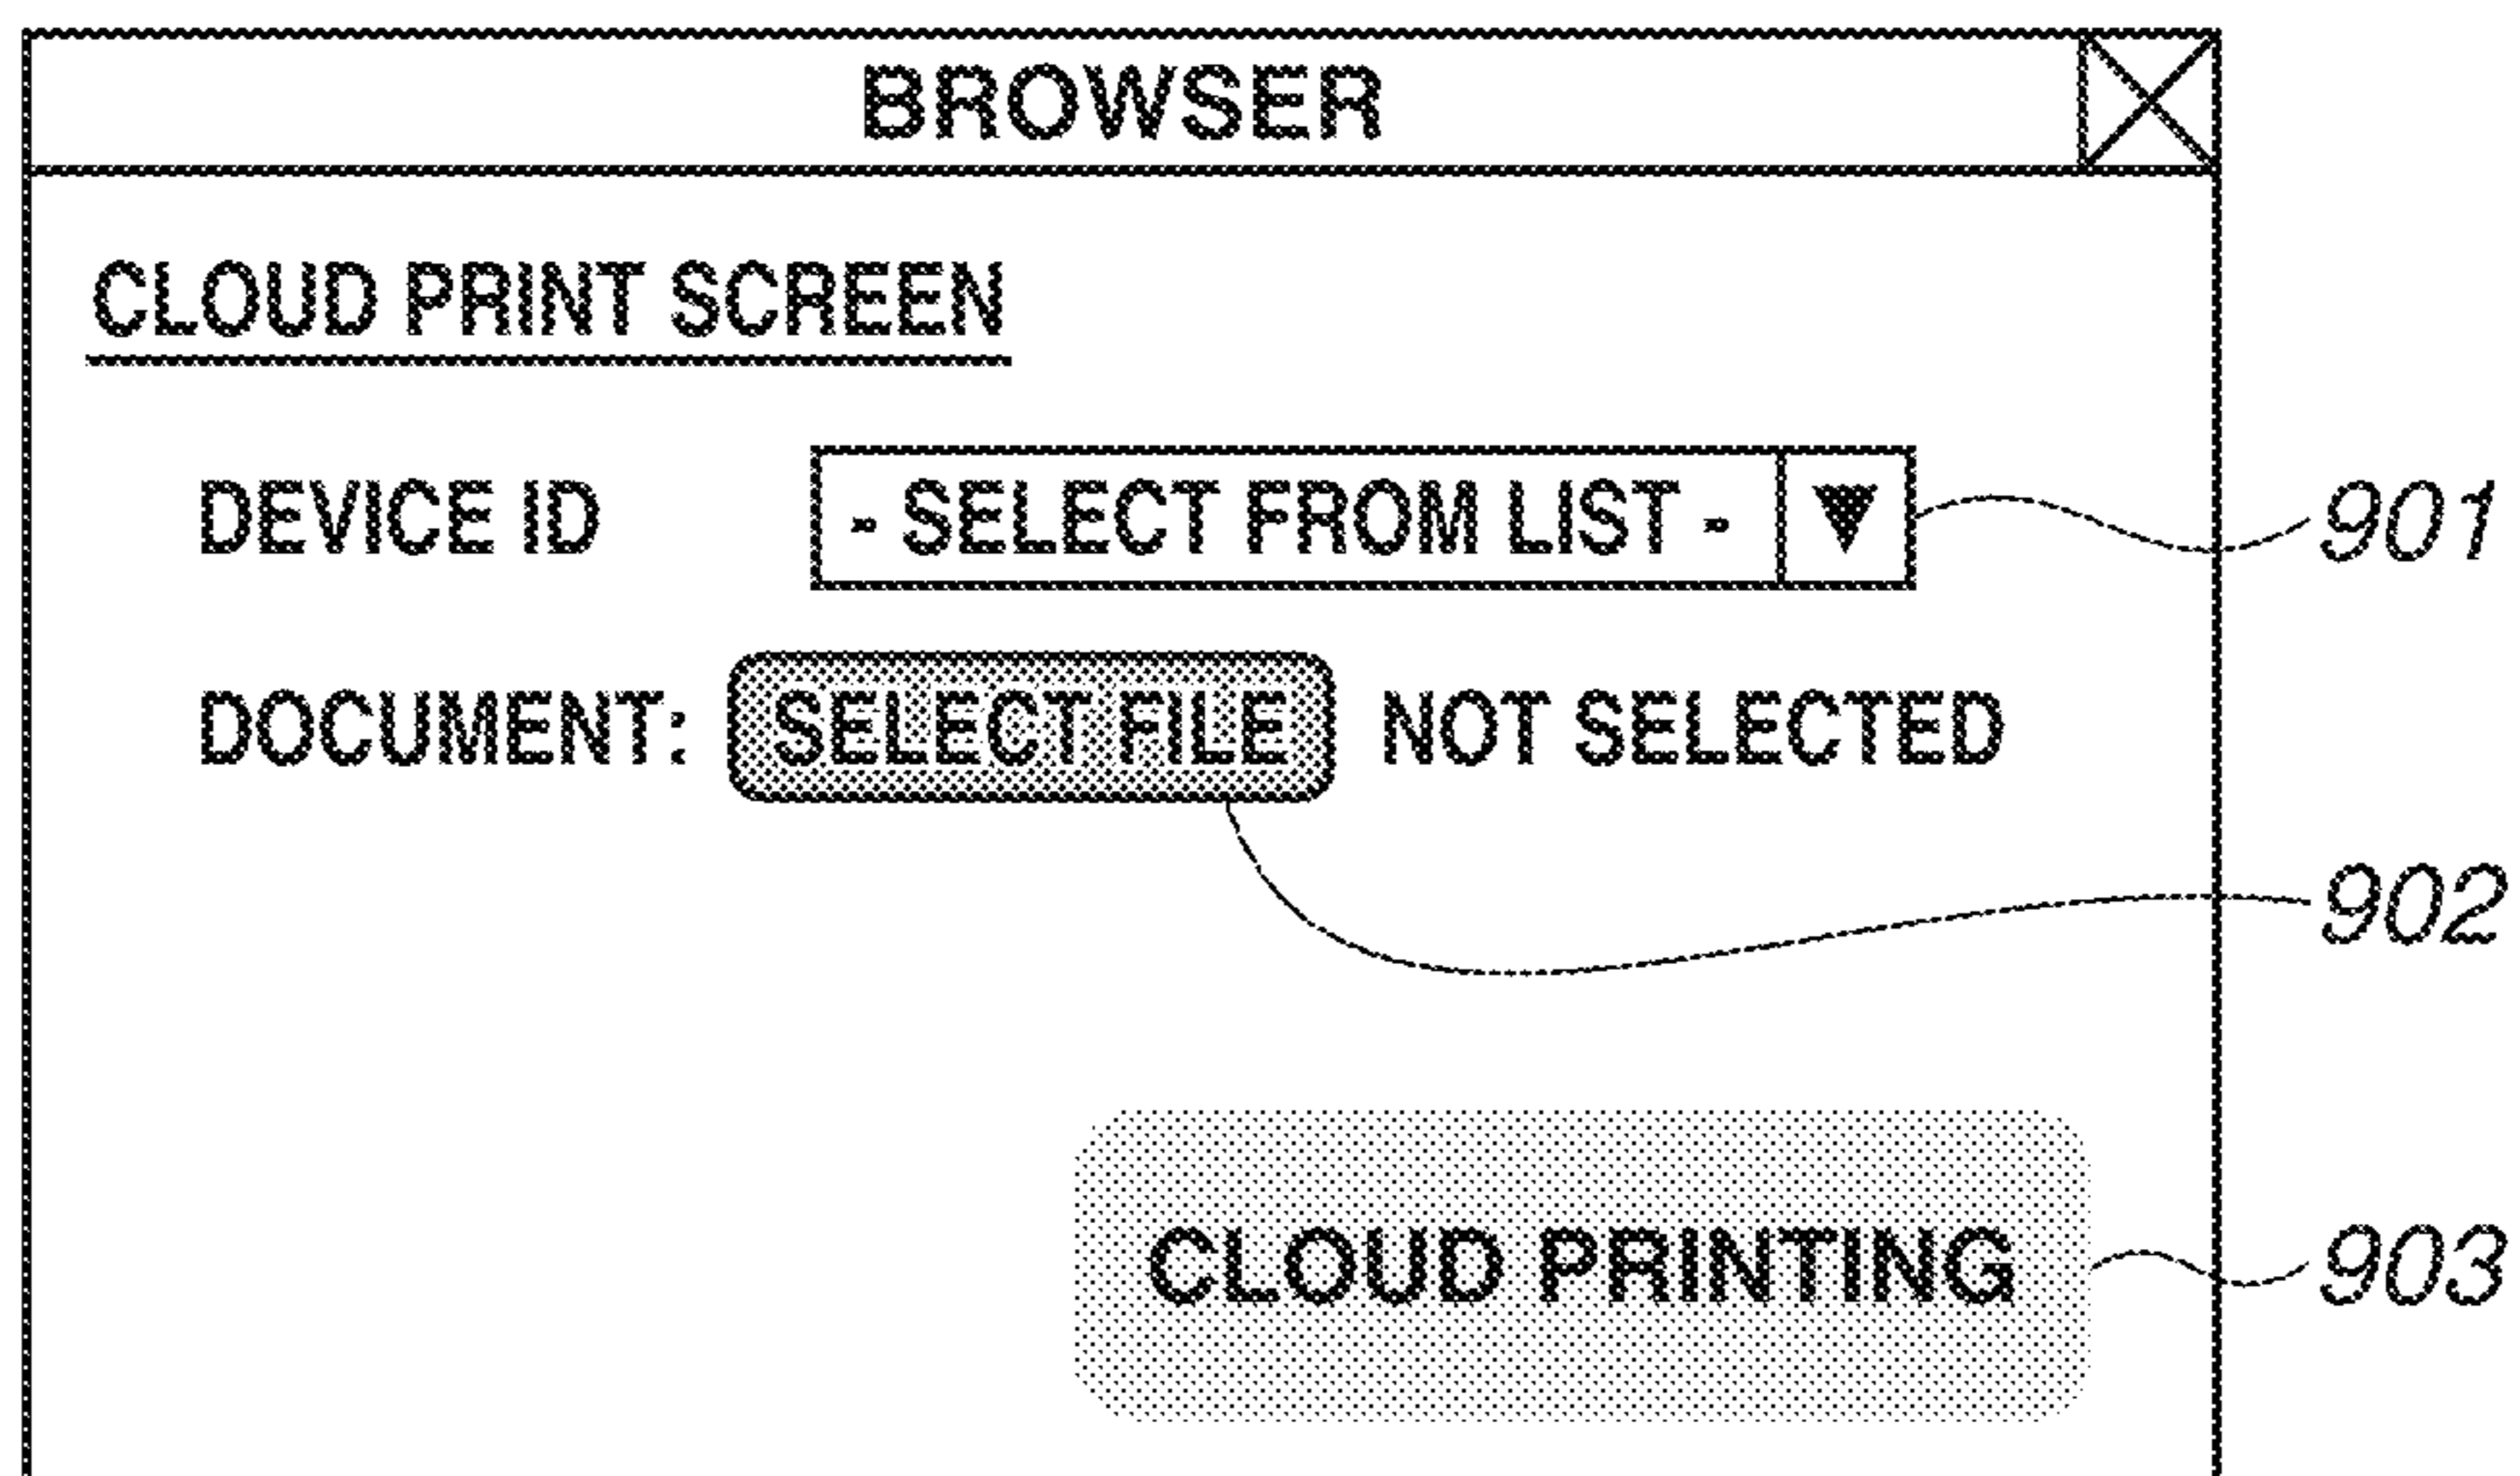 BROWSER
CLOUD PRINT SCREEN
DEVICE ID - SELECT FROM LIST - ▼ 901
DOCUMENT: SELECT FILE NOT SELECTED
902
CLOUD PRINTING 903